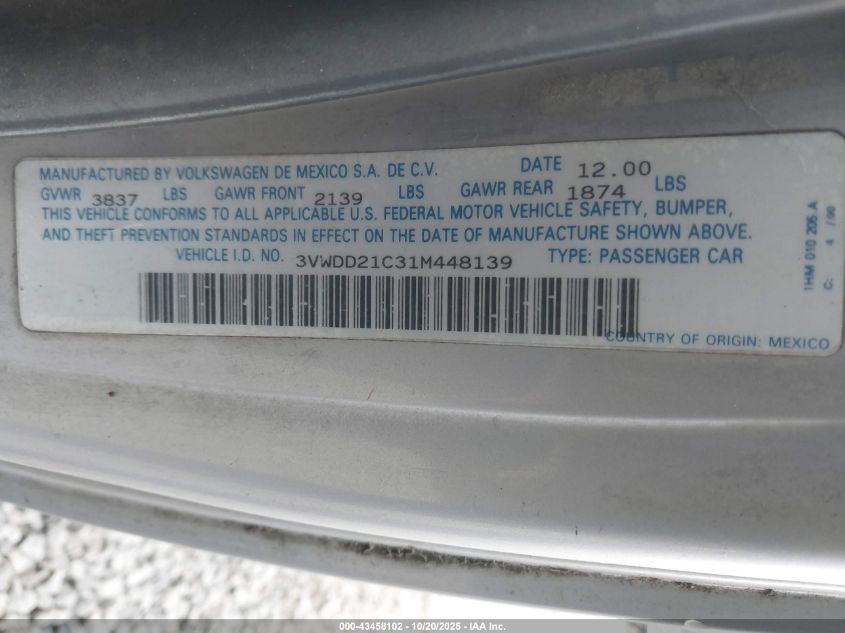 MANUFACTURED BY VOLKSWAGEN DE MEXICO S.A. DE C.V. DATE 12.00
GVWR 3837 LBS GAWR FRONT 2139 LBS GAWR REAR 1874 LBS
THIS VEHICLE CONFORMS TO ALL APPLICABLE U.S. FEDERAL MOTOR VEHICLE SAFETY, BUMPER,
AND THEFT PREVENTION STANDARDS IN EFFECT ON THE DATE OF MANUFACTURE SHOWN ABOVE.
VEHICLE I.D. NO. 3VWDD21C31M448139 TYPE: PASSENGER CAR
COUNTRY OF ORIGIN: MEXICO
1HM 010 205 A
C: 4 /
000-43458102 - 10/20/2025 - IAA Inc.